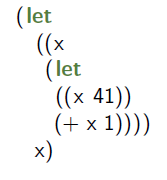 (let
((x
(let
((x 41))
(+ x 1))))
x)